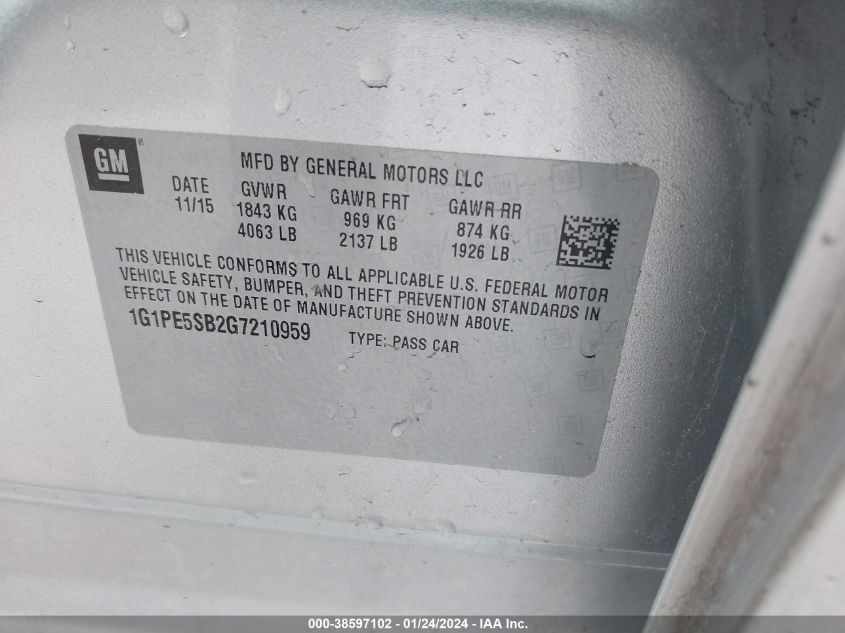 GM ®
MFD BY GENERAL MOTORS LLC
DATE GVWR GAWR FRT GAWR RR
11/15 1843 KG 969 KG 874 KG
4063 LB 2137 LB 1926 LB
THIS VEHICLE CONFORMS TO ALL APPLICABLE U.S. FEDERAL MOTOR
VEHICLE SAFETY, BUMPER, AND THEFT PREVENTION STANDARDS IN
EFFECT ON THE DATE OF MANUFACTURE SHOWN ABOVE.
1G1PE5SB2G7210959 TYPE: PASS CAR
000-38597102 - 01/24/2024 - IAA Inc.